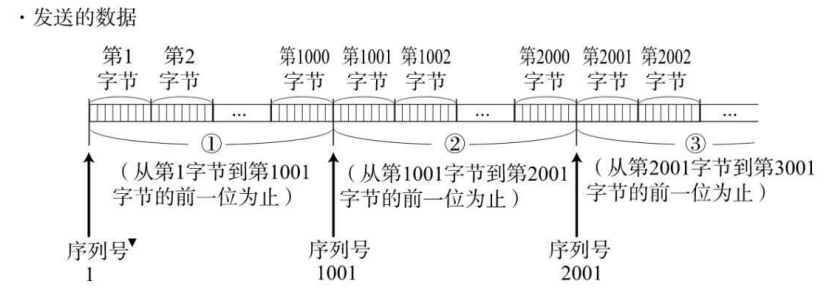 ·发送的数据
第1 第2 第1000 第1001 第1002 第2000 第2001 第2002
字节 字节 字节 字节 字节 字节 字节 字节
... ... ...
① ② ③
（从第1字节到第1001
字节的前一位为止）
（从第1001字节到第2001
字节的前一位为止）
（从第2001字节到第3001
字节的前一位为止）
序列号▼
1
序列号
1001
序列号
2001